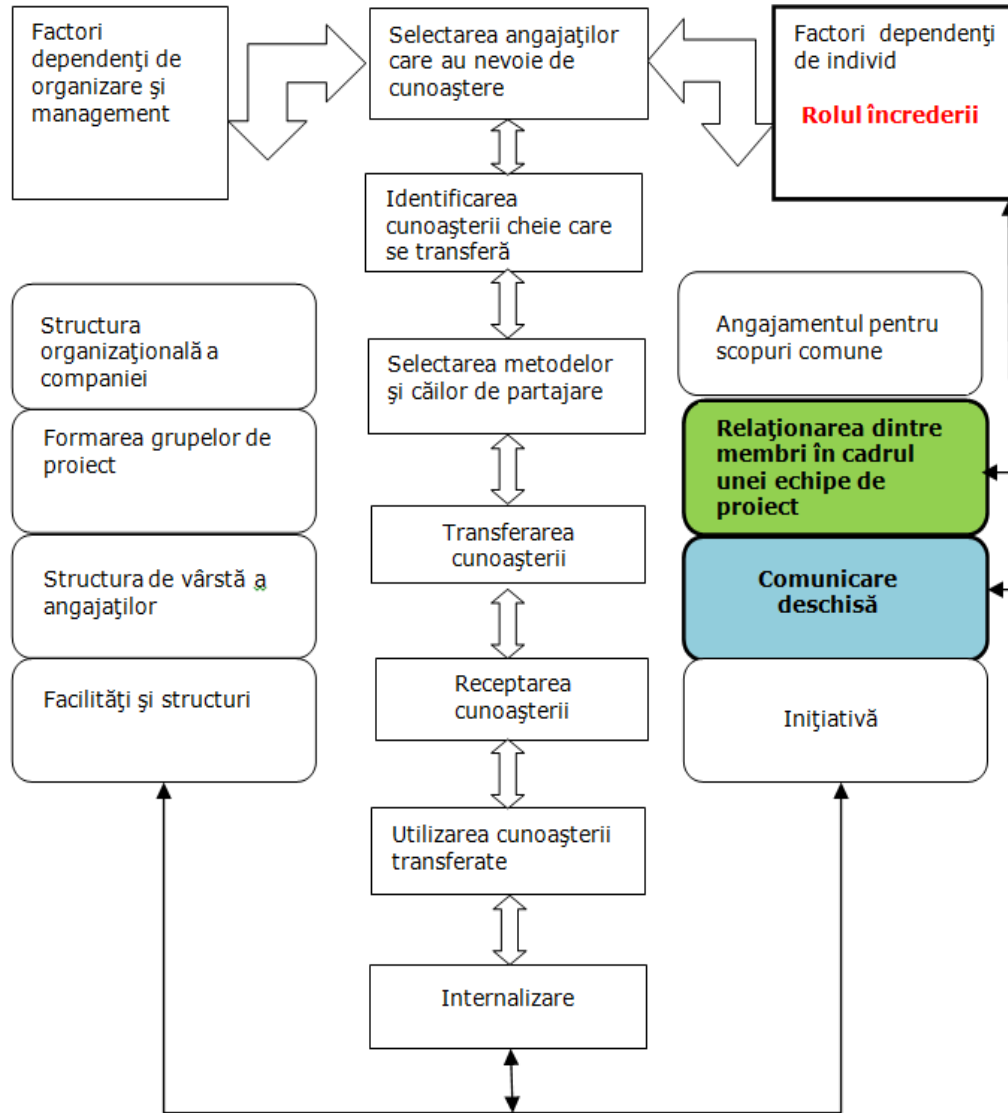 Factori
dependenţi de
organizare şi
management
Selectarea angajaţilor
care au nevoie de
cunoaştere
Factori dependenţi
de individ
Rolul încrederii
Identificarea
cunoaşterii cheie care
se transferă
Structura
organizaţională a
companiei
Selectarea metodelor
şi căilor de partajare
Angajamentul pentru
scopuri comune
Formarea grupelor de
proiect
Relaţionarea dintre
membri în cadrul
unei echipe de
proiect
Transferarea
cunoaşterii
Structura de vârstă a
angajaţilor
Comunicare
deschisă
Facilităţi şi structuri
Receptarea
cunoaşterii
Iniţiativă
Utilizarea cunoaşterii
transferate
Internalizare